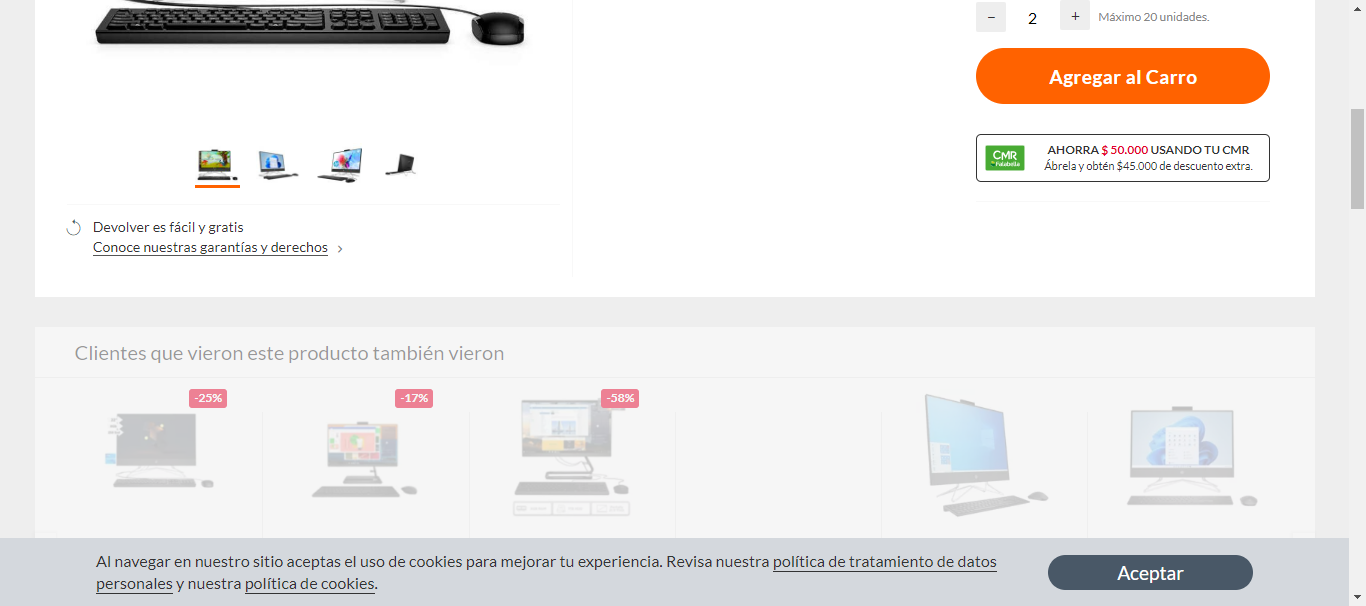 − 2 + Máximo 20 unidades.
Agregar al Carro
CMR
Falabella
AHORRA $ 50.000 USANDO TU CMR
Ábrela y obtén $45.000 de descuento extra.
Devolver es fácil y gratis
Conoce nuestras garantías y derechos
Clientes que vieron este producto también vieron
-25% -17% -58%
Al navegar en nuestro sitio aceptas el uso de cookies para mejorar tu experiencia. Revisa nuestra política de tratamiento de datos
personales y nuestra política de cookies.
Aceptar